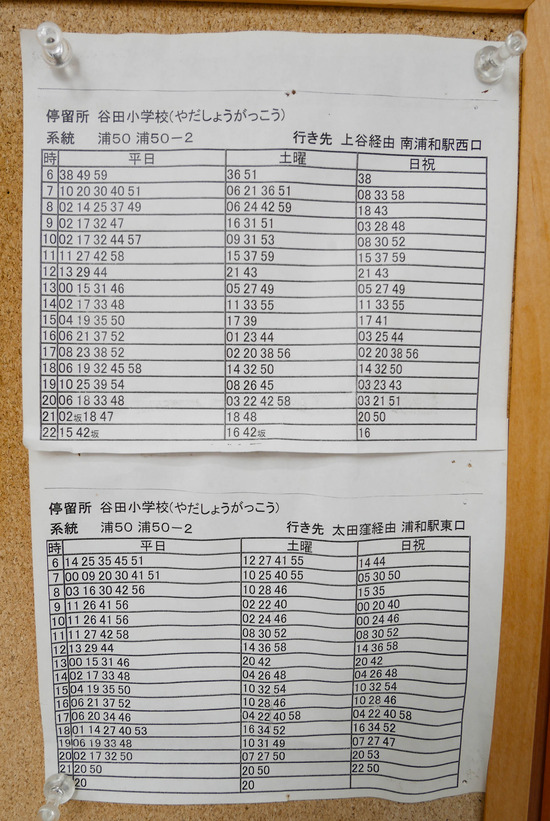 停留所 谷田小学校(やだしょうがっこう)
系統 浦50 浦50-2 行き先 上谷経由 南浦和駅西口
時 平日 土曜 日祝
6 38 49 59 36 51 38
7 10 20 30 40 51 06 21 36 51 08 33 58
8 02 14 25 37 49 06 24 42 59 18 43
9 02 17 32 47 16 31 51 03 28 48
10 02 17 32 44 57 09 31 53 08 30 52
11 11 27 42 58 15 37 59 15 37 59
12 13 29 44 21 43 21 43
13 00 15 31 46 05 27 49 05 27 49
14 02 17 33 48 11 33 55 11 33 55
15 04 19 35 50 17 39 17 41
16 06 21 37 52 01 23 44 03 25 44
17 08 23 38 52 02 20 38 56 02 20 38 56
18 06 19 32 45 58 14 32 50 14 32 50
19 10 25 39 54 08 26 45 03 23 43
20 06 18 33 48 03 22 42 58 03 21 51
21 02坂 18 47 18 48 20 50
22 15 42坂 16 42坂 16
停留所 谷田小学校(やだしょうがっこう)
系統 浦50 浦50-2 行き先 太田窪経由 浦和駅東口
時 平日 土曜 日祝
6 14 25 35 45 51 12 27 41 55 14 44
7 00 09 20 30 41 51 10 25 40 55 05 30 50
8 03 16 30 42 56 10 28 46 15 35
9 11 26 41 56 02 22 40 00 20 40
10 11 26 41 56 02 24 46 00 24 46
11 11 27 42 58 08 30 52 08 30 52
12 13 29 44 14 36 58 14 36 58
13 00 15 31 46 20 42 20 42
14 02 17 33 48 04 26 48 04 26 48
15 04 19 35 50 10 32 54 10 32 54
16 06 21 37 52 10 28 46 10 28 46
17 06 20 34 46 04 22 40 58 04 22 40 58
18 01 14 27 40 53 16 34 52 16 34 52
19 06 19 33 48 10 31 49 07 27 47
20 02 17 32 50 07 27 50 20 53
21 20 50 20 50 22 50
20 20